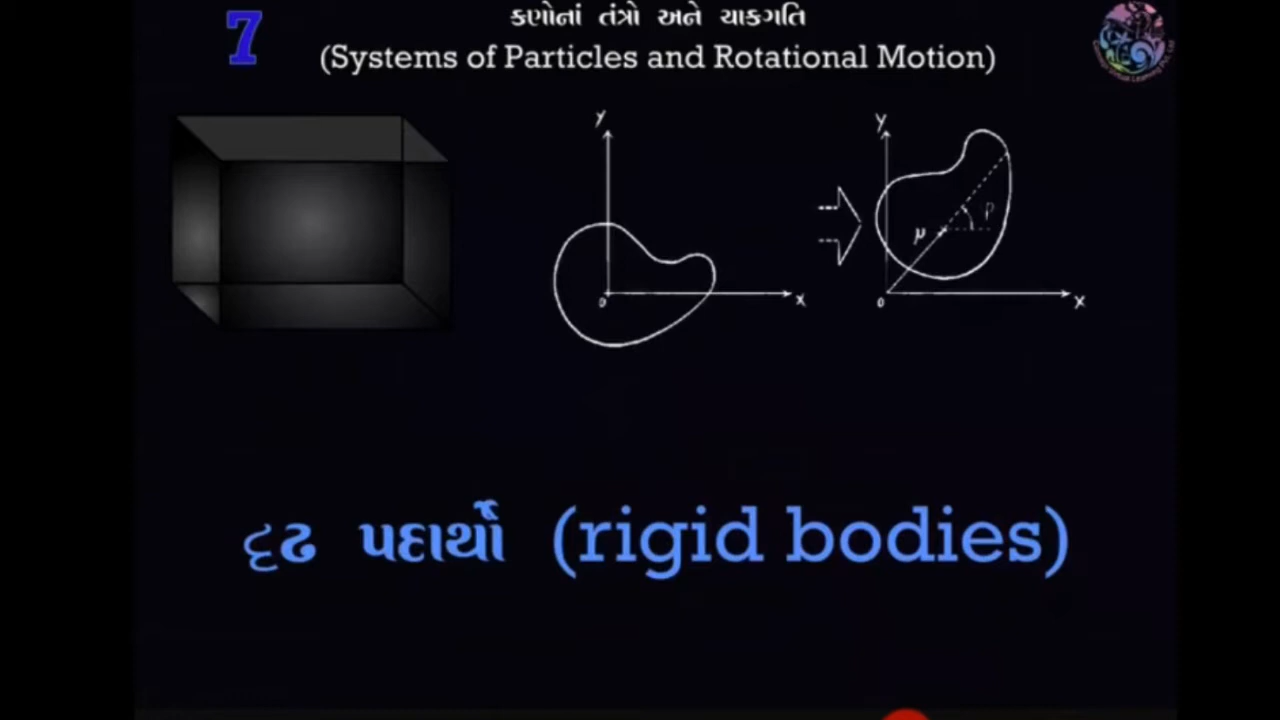 7
કણોનાં તંત્રો અને ચાકગતિ
(Systems of Particles and Rotational Motion)
y
o
x
y
μ
ρ
o
x
દૃઢ પદાર્થો (rigid bodies)